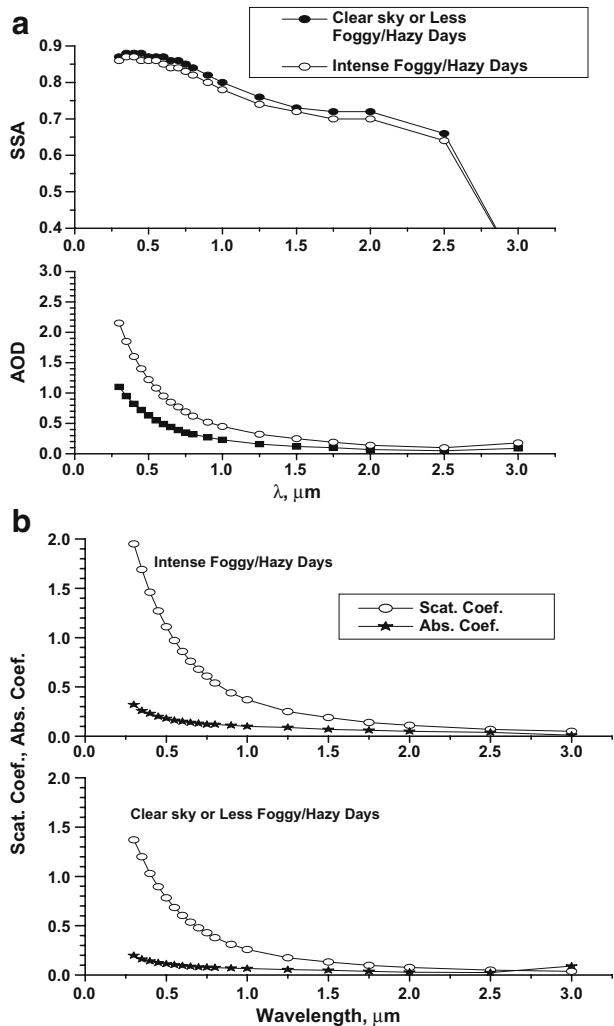 a
Clear sky or Less
Foggy/Hazy Days
Intense Foggy/Hazy Days
0.9
0.8
0.7
0.6
0.5
0.4
SSA
0.0 0.5 1.0 1.5 2.0 2.5 3.0
3.0
2.5
2.0
1.5
1.0
0.5
0.0
AOD
0.0 0.5 1.0 1.5 2.0 2.5 3.0
λ, μm
b
2.0
1.5
1.0
0.5
0.0
Intense Foggy/Hazy Days
Scat. Coef.
Abs. Coef.
0.0 0.5 1.0 1.5 2.0 2.5 3.0
Scat. Coef., Abs. Coef.
2.0
1.5
1.0
0.5
0.0
Clear sky or Less Foggy/Hazy Days
0.0 0.5 1.0 1.5 2.0 2.5 3.0
Wavelength, μm